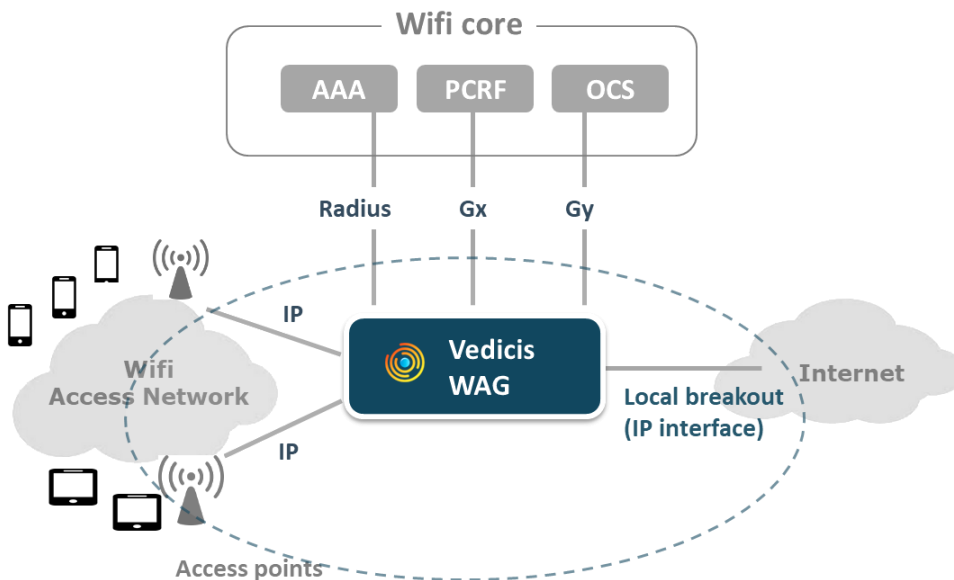 Wifi core
AAA
PCRF
OCS
Radius
Gx
Gy
IP
Wifi
Access Network
Vedicis
WAG
Internet
Local breakout
(IP interface)
IP
Access points